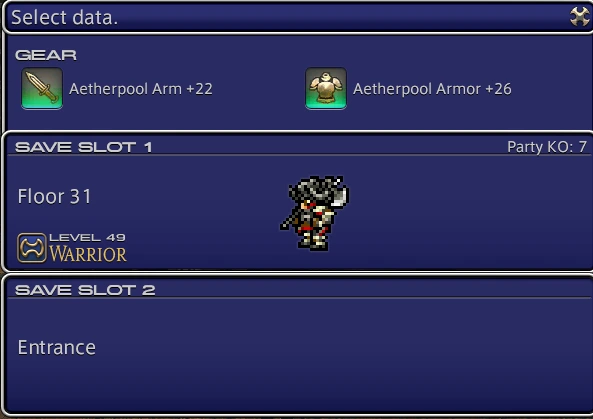 Select data.
GEAR
Aetherpool Arm +22
Aetherpool Armor +26
SAVE SLOT 1
Party KO: 7
Floor 31
LEVEL 49
WARRIOR
SAVE SLOT 2
Entrance